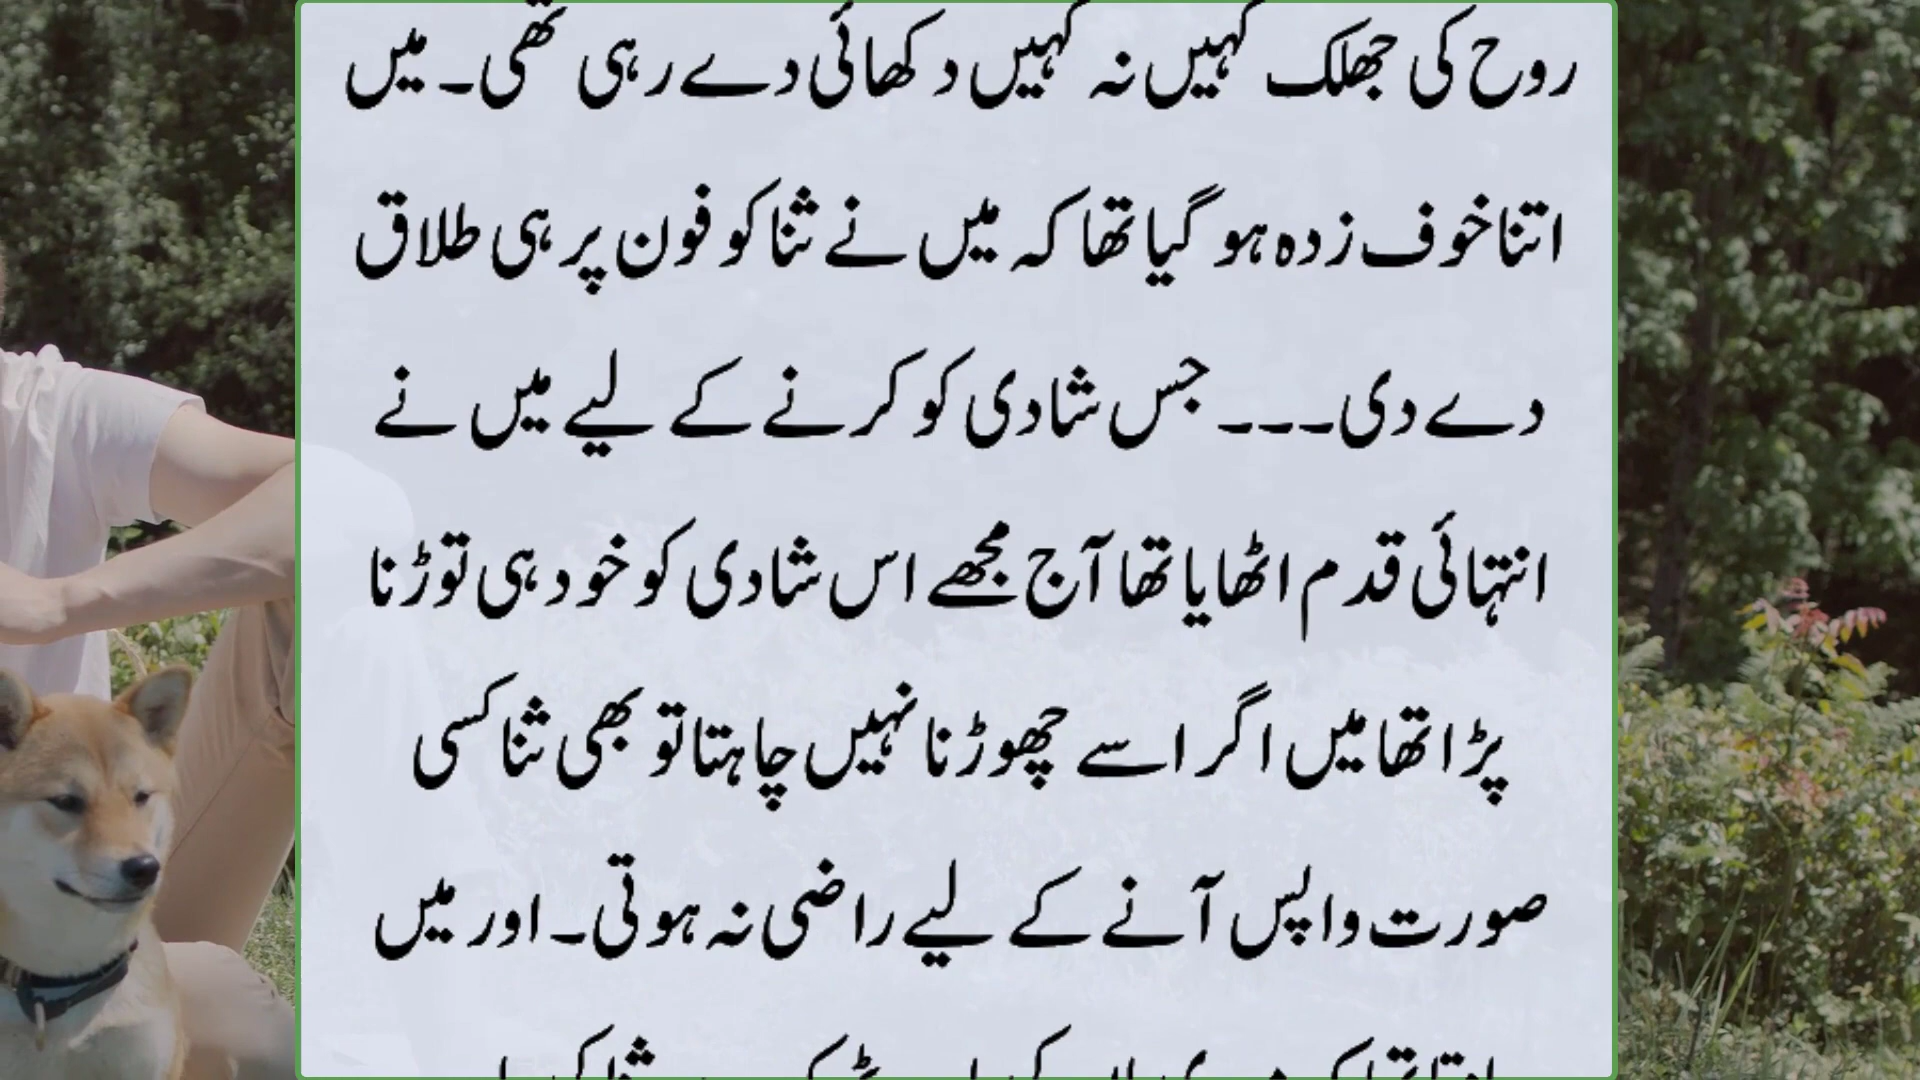 روح کی جھلک کہیں نہ کہیں دکھائی دے رہی تھی۔ میں
اتنا خوف زدہ ہو گیا تھا کہ میں نے ثنا کو فون پر ہی طلاق
دے دی۔۔۔ جس شادی کو کرنے کے لیے میں نے
انتہائی قدم اٹھایا تھا آج مجھے اس شادی کو خود ہی توڑنا
پڑا تھا میں اگر اسے چھوڑنا نہیں چاہتا تو بھی ثنا کسی
صورت واپس آنے کے لیے راضی نہ ہوتی۔ اور میں